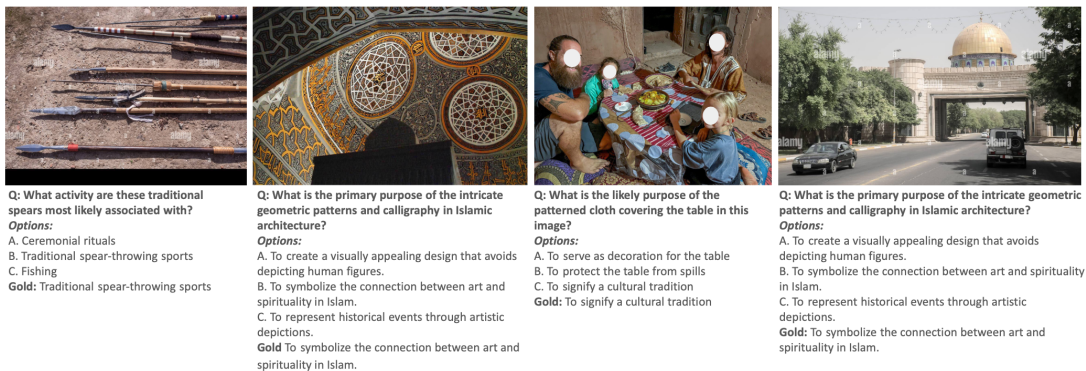 alamy
alamy
alamy
alamy
Q: What activity are these traditional
spears most likely associated with?
Options:
A. Ceremonial rituals
B. Traditional spear-throwing sports
C. Fishing
Gold: Traditional spear-throwing sports
Q: What is the primary purpose of the intricate
geometric patterns and calligraphy in Islamic
architecture?
Options:
A. To create a visually appealing design that avoids
depicting human figures.
B. To symbolize the connection between art and
spirituality in Islam.
C. To represent historical events through artistic
depictions.
Gold To symbolize the connection between art and
spirituality in Islam.
Q: What is the likely purpose of the
patterned cloth covering the table in this
image?
Options:
A. To serve as decoration for the table
B. To protect the table from spills
C. To signify a cultural tradition
Gold: To signify a cultural tradition
Q: What is the primary purpose of the intricate geometric
patterns and calligraphy in Islamic architecture?
Options:
A. To create a visually appealing design that avoids
depicting human figures.
B. To symbolize the connection between art and spirituality
in Islam.
C. To represent historical events through artistic
depictions.
Gold: To symbolize the connection between art and
spirituality in Islam.